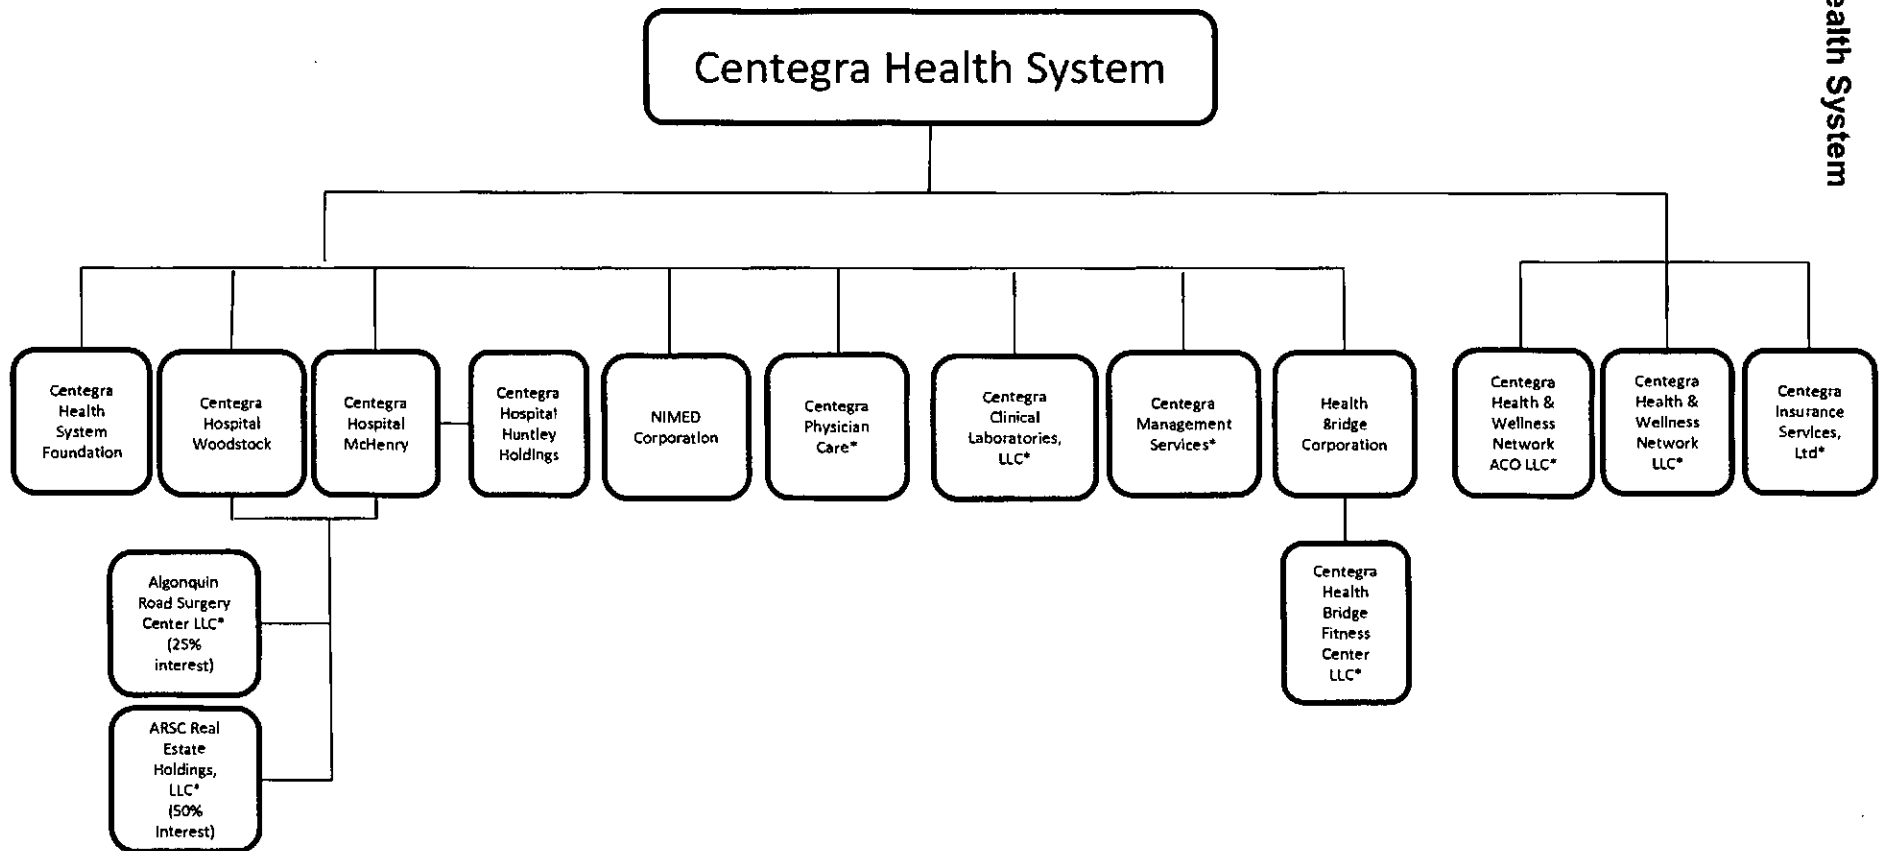 Centegra Health System
ealth System
Centegra
Health
System
Foundation
Centegra
Hospital
Woodstock
Centegra
Hospital
McHenry
Centegra
Hospital
Huntley
Holdings
NIMED
Corporation
Centegra
Physician
Care*
Centegra
Clinical
Laboratories,
LLC*
Centegra
Management
Services*
Health
Bridge
Corporation
Centegra
Health &
Wellness
Network
ACO LLC*
Centegra
Health &
Wellness
Network
LLC*
Centegra
Insurance
Services,
Ltd*
Algonquin
Road Surgery
Center LLC*
(25%
interest)
Centegra
Health
Bridge
Fitness
Center
LLC*
ARSC Real
Estate
Holdings,
LLC*
(50%
Interest)